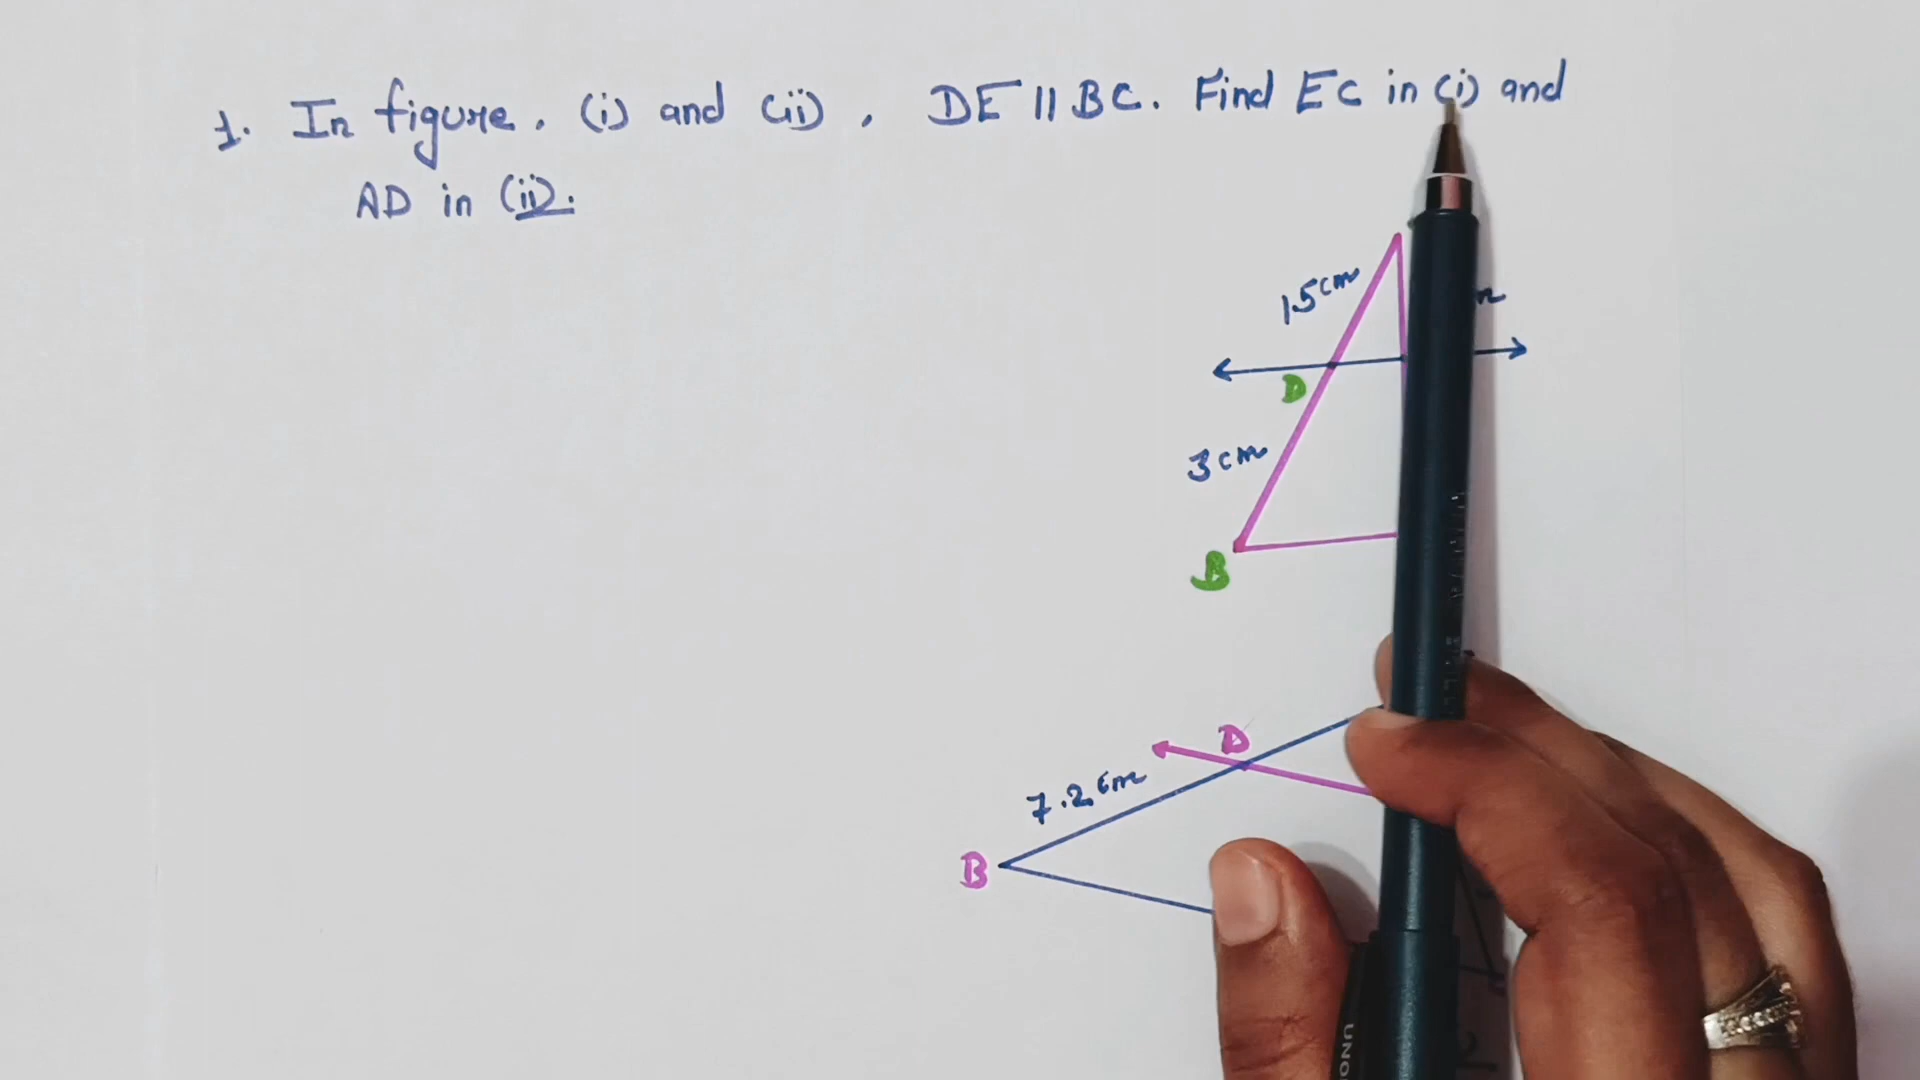 1. In figure, (i) and (ii), DE || BC. Find EC in (i) and
AD in (ii).
1.5cm
D
3cm
B
D
7.2cm
B